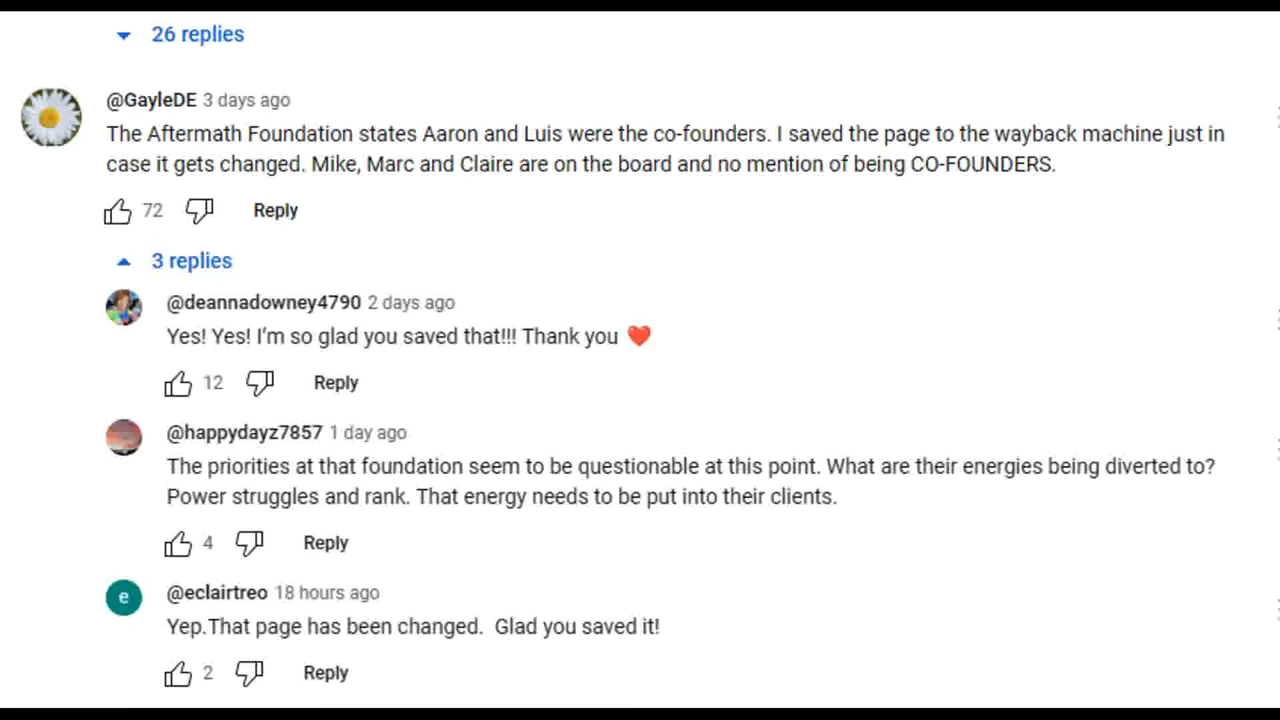 26 replies
@GayleDE 3 days ago
The Aftermath Foundation states Aaron and Luis were the co-founders. I saved the page to the wayback machine just in
case it gets changed. Mike, Marc and Claire are on the board and no mention of being CO-FOUNDERS.
72 Reply
3 replies
@deannadowney4790 2 days ago
Yes! Yes! I'm so glad you saved that!!! Thank you ❤️
12 Reply
@happydayz7857 1 day ago
The priorities at that foundation seem to be questionable at this point. What are their energies being diverted to?
Power struggles and rank. That energy needs to be put into their clients.
4 Reply
e
@eclairtreo 18 hours ago
Yep.That page has been changed.  Glad you saved it!
2 Reply